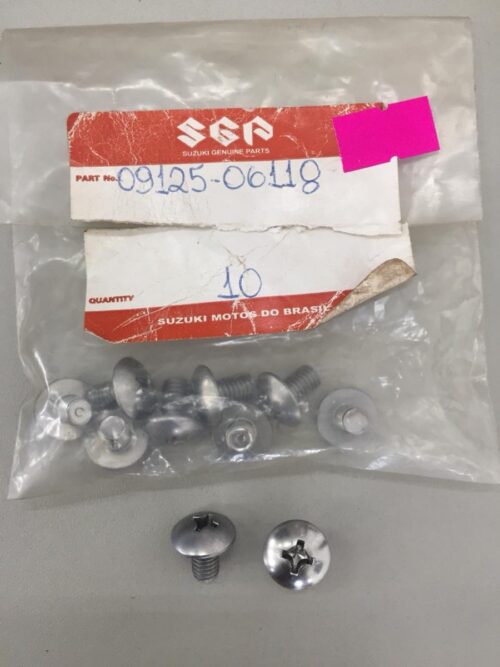 SGP
SUZUKI GENUINE PARTS
PART No. 09125-06118
10
QUANTITY
SUZUKI MOTOS DO BRASIL